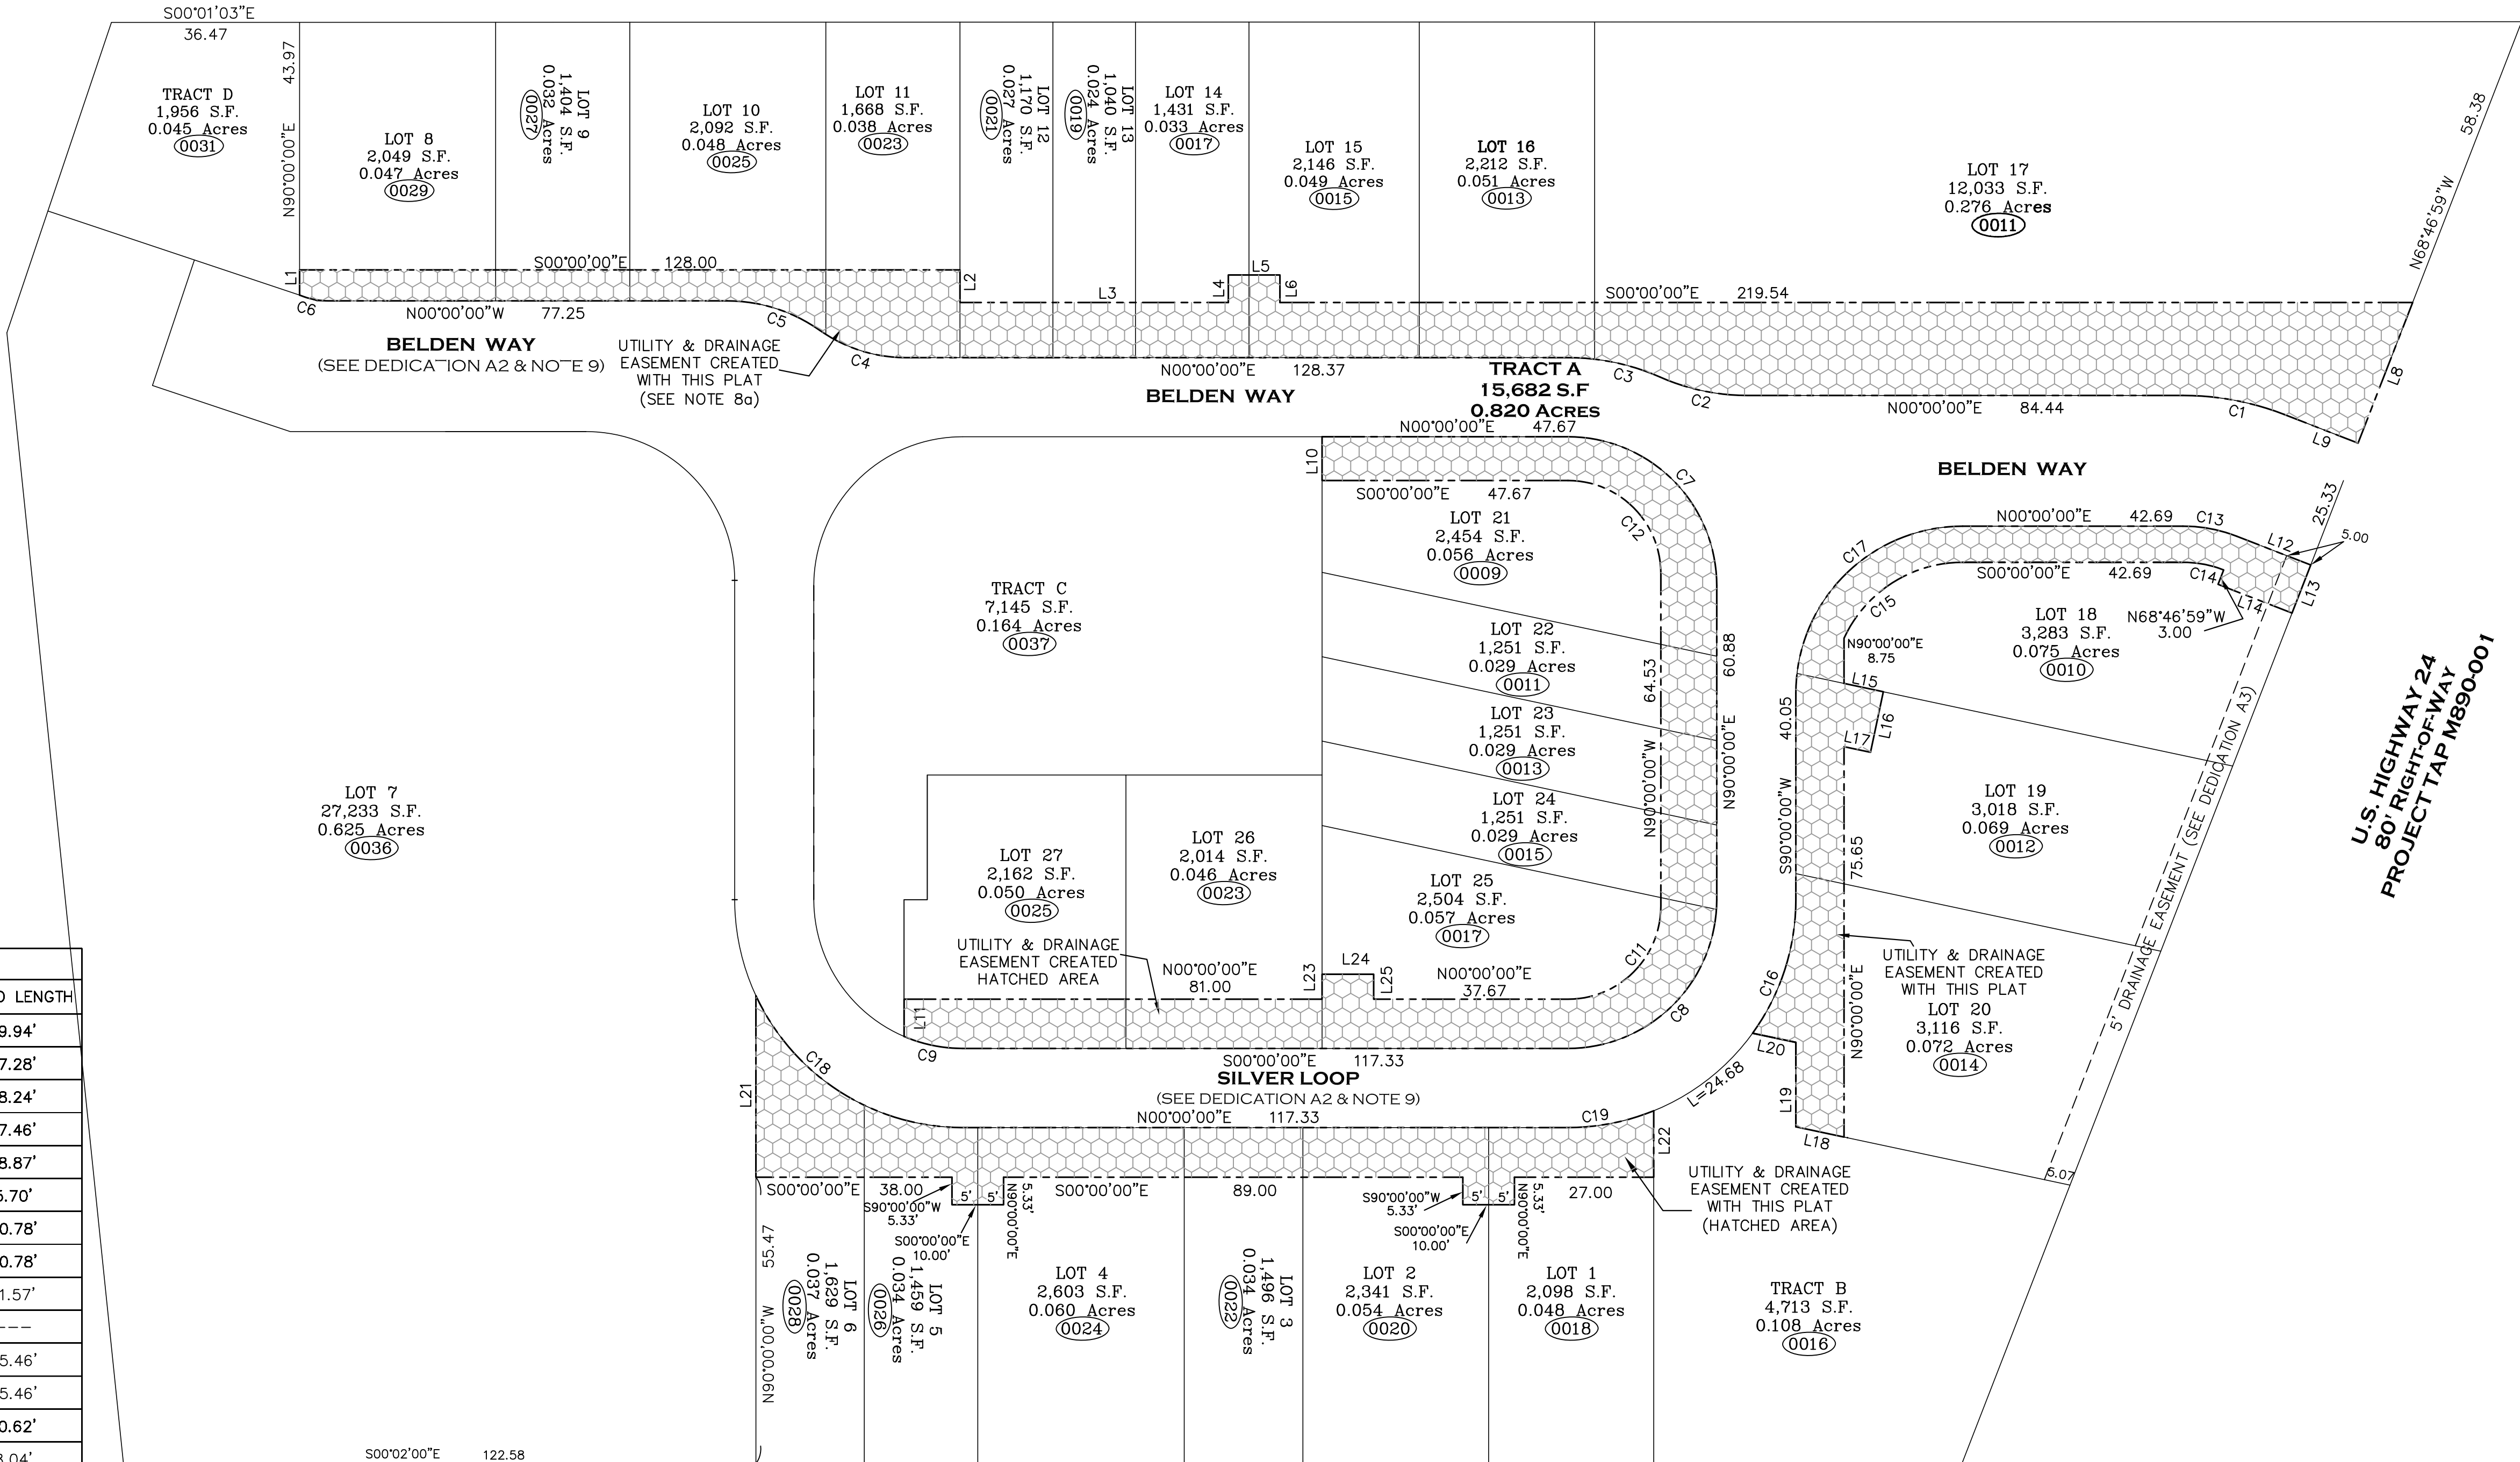 S00°01'03"E
36.47
43.97
N90°00'00"E
TRACT D
1,956 S.F.
0.045 Acres
0031
LOT 8
2,049 S.F.
0.047 Acres
0029
LOT 9
1,404 S.F.
0.032 Acres
0027
LOT 10
2,092 S.F.
0.048 Acres
0025
LOT 11
1,668 S.F.
0.038 Acres
0023
LOT 12
1,170 S.F.
0.027 Acres
0021
LOT 13
1,040 S.F.
0.024 Acres
0019
LOT 14
1,431 S.F.
0.033 Acres
0017
LOT 15
2,146 S.F.
0.049 Acres
0015
LOT 16
2,212 S.F.
0.051 Acres
0013
LOT 17
12,033 S.F.
0.276 Acres
0011
58.38
N68°46'59"W
L1
S00°00'00"E 128.00
L2
L3
L4
L5
L6
S00°00'00"E 219.54
L8
C6
N00°00'00"W 77.25
C5
C4
BELDEN WAY
(SEE DEDICATION A2 & NOTE 9)
UTILITY & DRAINAGE
EASEMENT CREATED
WITH THIS PLAT
(SEE NOTE 8a)
N00°00'00"E 128.37
BELDEN WAY
TRACT A
15,682 S.F
0.820 ACRES
C3
C2
N00°00'00"E 84.44
C1
L9
N00°00'00"E 47.67
L10
S00°00'00"E 47.67
C7
C12
BELDEN WAY
25.33
N00°00'00"E 42.69
C13
L12
5.00
C17
S00°00'00"E 42.69
C14
L14
L13
C15
N68°46'59"W
3.00
LOT 18
3,283 S.F.
0.075 Acres
0010
N90°00'00"E
8.75
L15
L16
L17
LOT 21
2,454 S.F.
0.056 Acres
0009
LOT 22
1,251 S.F.
0.029 Acres
0011
LOT 23
1,251 S.F.
0.029 Acres
0013
LOT 24
1,251 S.F.
0.029 Acres
0015
LOT 25
2,504 S.F.
0.057 Acres
0017
64.53
N90°00'00"W
60.88
N90°00'00"E
40.05
S90°00'00"W
75.65
N90°00'00"E
TRACT C
7,145 S.F.
0.164 Acres
0037
LOT 7
27,233 S.F.
0.625 Acres
0036
LOT 27
2,162 S.F.
0.050 Acres
0025
LOT 26
2,014 S.F.
0.046 Acres
0023
LOT 19
3,018 S.F.
0.069 Acres
0012
U.S. HIGHWAY 24
80' RIGHT-OF-WAY
PROJECT TAP M890-001
5' DRAINAGE EASEMENT (SEE DEDICATION A3)
UTILITY & DRAINAGE
EASEMENT CREATED
HATCHED AREA
N00°00'00"E
81.00
L23
L24
L25
N00°00'00"E
37.67
C11
C8
C16
UTILITY & DRAINAGE
EASEMENT CREATED
WITH THIS PLAT
LOT 20
3,116 S.F.
0.072 Acres
0014
L11
C9
S00°00'00"E 117.33
SILVER LOOP
(SEE DEDICATION A2 & NOTE 9)
N00°00'00"E 117.33
C18
C19
L=24.68
L20
L19
L18
5.07
L21
L22
S00°00'00"E 38.00
S90°00'00"W
5.33'
5' 5'
5.33'
N90°00'00"E
S00°00'00"E
10.00'
S00°00'00"E 89.00
S90°00'00"W
5.33'
5' 5'
5.33'
N90°00'00"E
S00°00'00"E
10.00'
27.00
UTILITY & DRAINAGE
EASEMENT CREATED
WITH THIS PLAT
(HATCHED AREA)
55.47
N90°00'00"W
LOT 6
1,629 S.F.
0.037 Acres
0028
LOT 5
1,459 S.F.
0.034 Acres
0026
LOT 4
2,603 S.F.
0.060 Acres
0024
LOT 3
1,496 S.F.
0.034 Acres
0022
LOT 2
2,341 S.F.
0.054 Acres
0020
LOT 1
2,098 S.F.
0.048 Acres
0018
TRACT B
4,713 S.F.
0.108 Acres
0016
S00°02'00"E 122.58
LENGTH
9.94'
7.28'
8.24'
7.46'
8.87'
5.70'
0.78'
0.78'
1.57'
---
5.46'
5.46'
0.62'
.04'